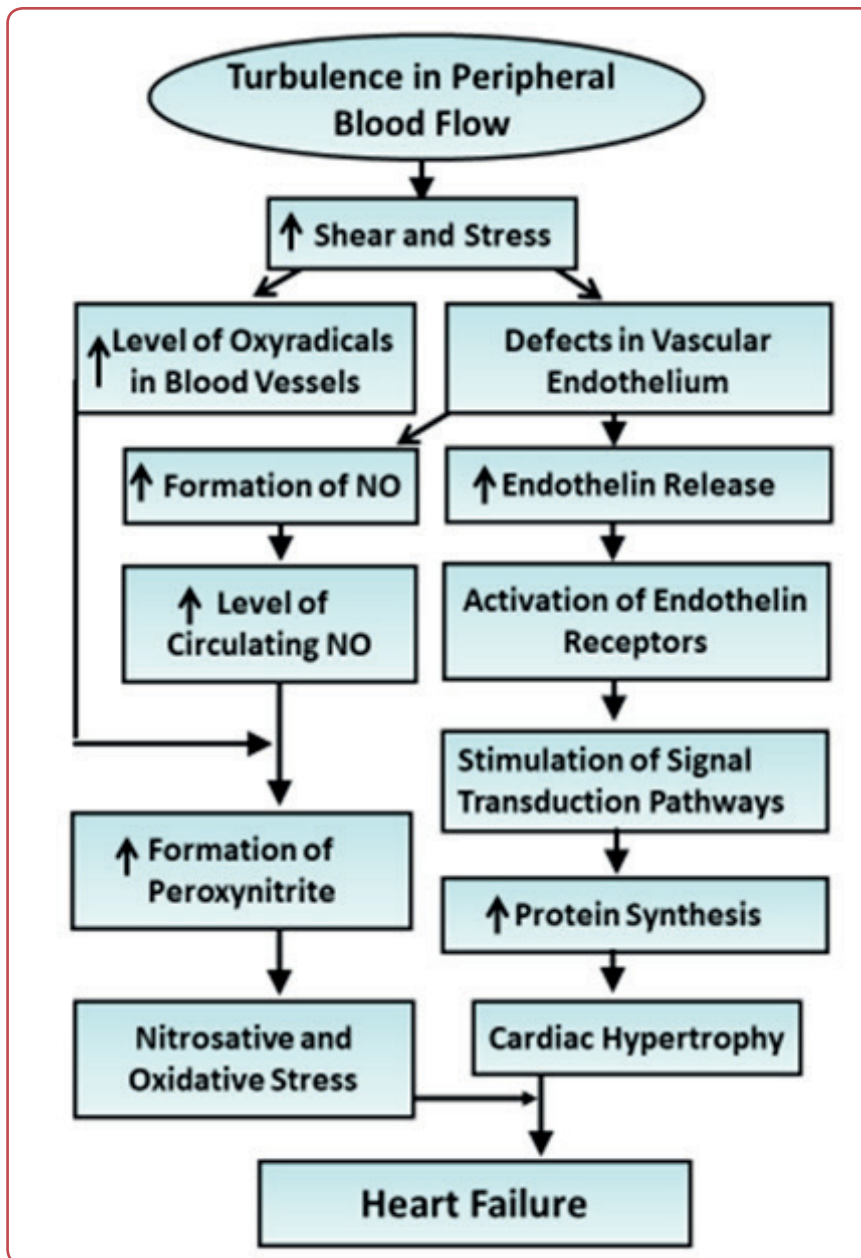 Turbulence in Peripheral
Blood Flow
↑ Shear and Stress
↑ Level of Oxyradicals
in Blood Vessels
Defects in Vascular
Endothelium
↑ Formation of NO
↑ Endothelin Release
↑ Level of
Circulating NO
Activation of Endothelin
Receptors
Stimulation of Signal
Transduction Pathways
↑ Formation of
Peroxynitrite
↑ Protein Synthesis
Nitrosative and
Oxidative Stress
Cardiac Hypertrophy
Heart Failure